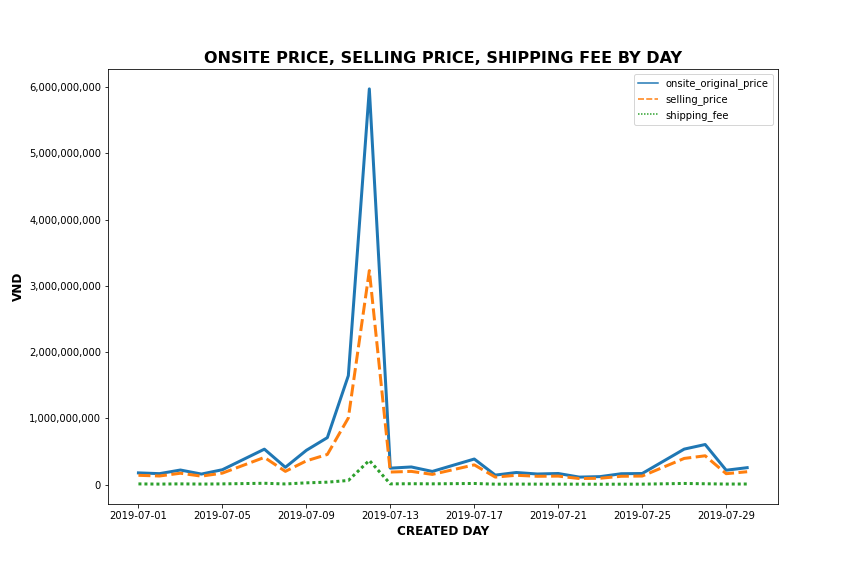 ONSITE PRICE, SELLING PRICE, SHIPPING FEE BY DAY
onsite_original_price
selling_price
shipping_fee
6,000,000,000
5,000,000,000
4,000,000,000
3,000,000,000
2,000,000,000
1,000,000,000
0
VND
2019-07-01 2019-07-05 2019-07-09 2019-07-13 2019-07-17 2019-07-21 2019-07-25 2019-07-29
CREATED DAY